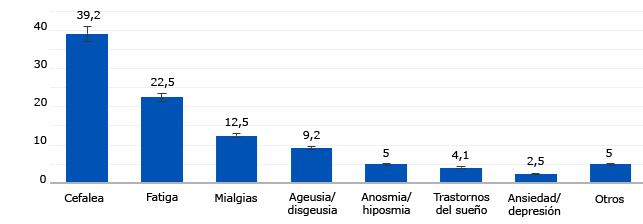 39,2
40
30
22,5
20
12,5
9,2
10
5
4,1
2,5
5
0
Cefalea
Fatiga
Mialgias
Ageusia/
disgeusia
Anosmia/
hiposmia
Trastornos
del sueño
Ansiedad/
depresión
Otros